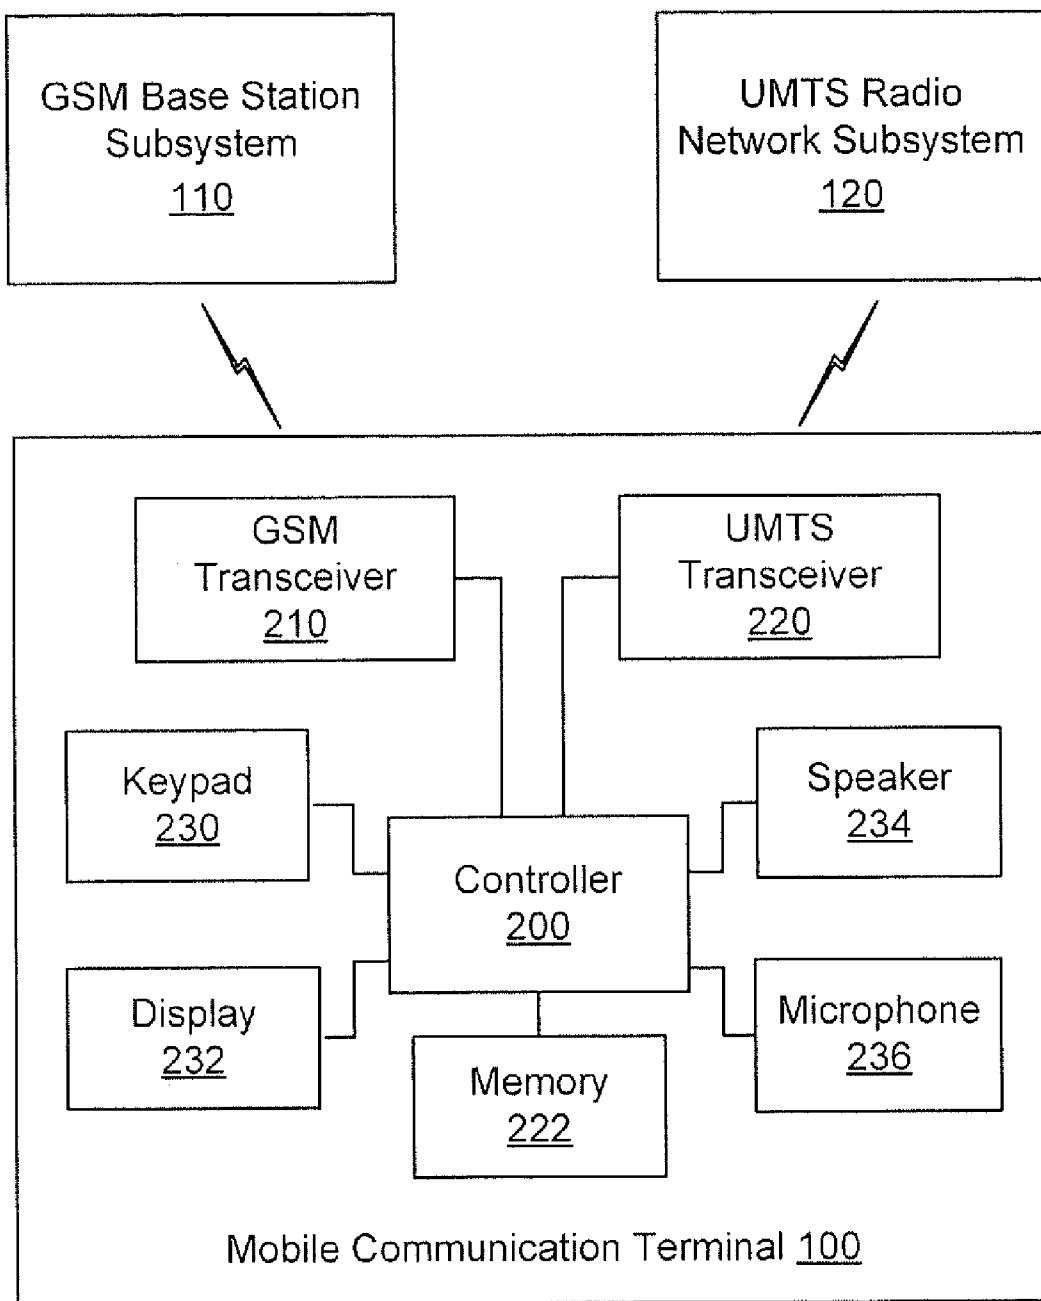 GSM Base Station
Subsystem
110
UMTS Radio
Network Subsystem
120
GSM
Transceiver
210
UMTS
Transceiver
220
Keypad
230
Speaker
234
Controller
200
Display
232
Microphone
236
Memory
222
Mobile Communication Terminal 100